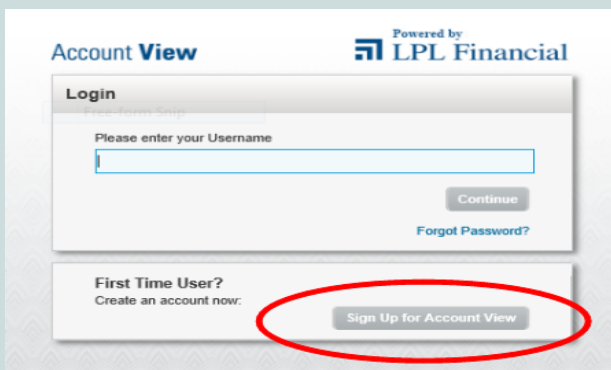 Powered by
Account View
LPL Financial
Login
Free-form Snip
Please enter your Username
Continue
Forgot Password?
First Time User?
Create an account now:
Sign Up for Account View